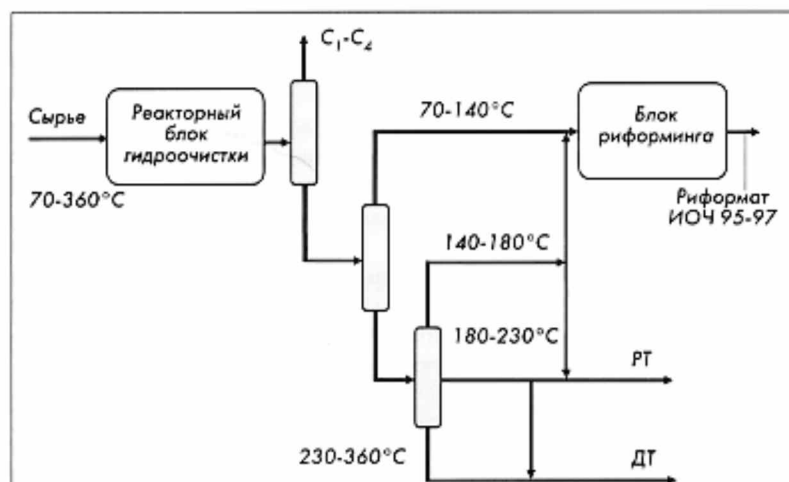 C₁-C₄
Сырье
Реакторный
блок
гидроочистки
70-360°C
70-140°C
Блок
риформинга
Риформат
ИОЧ 95-97
140-180°C
180-230°C
РТ
230-360°C
ДТ